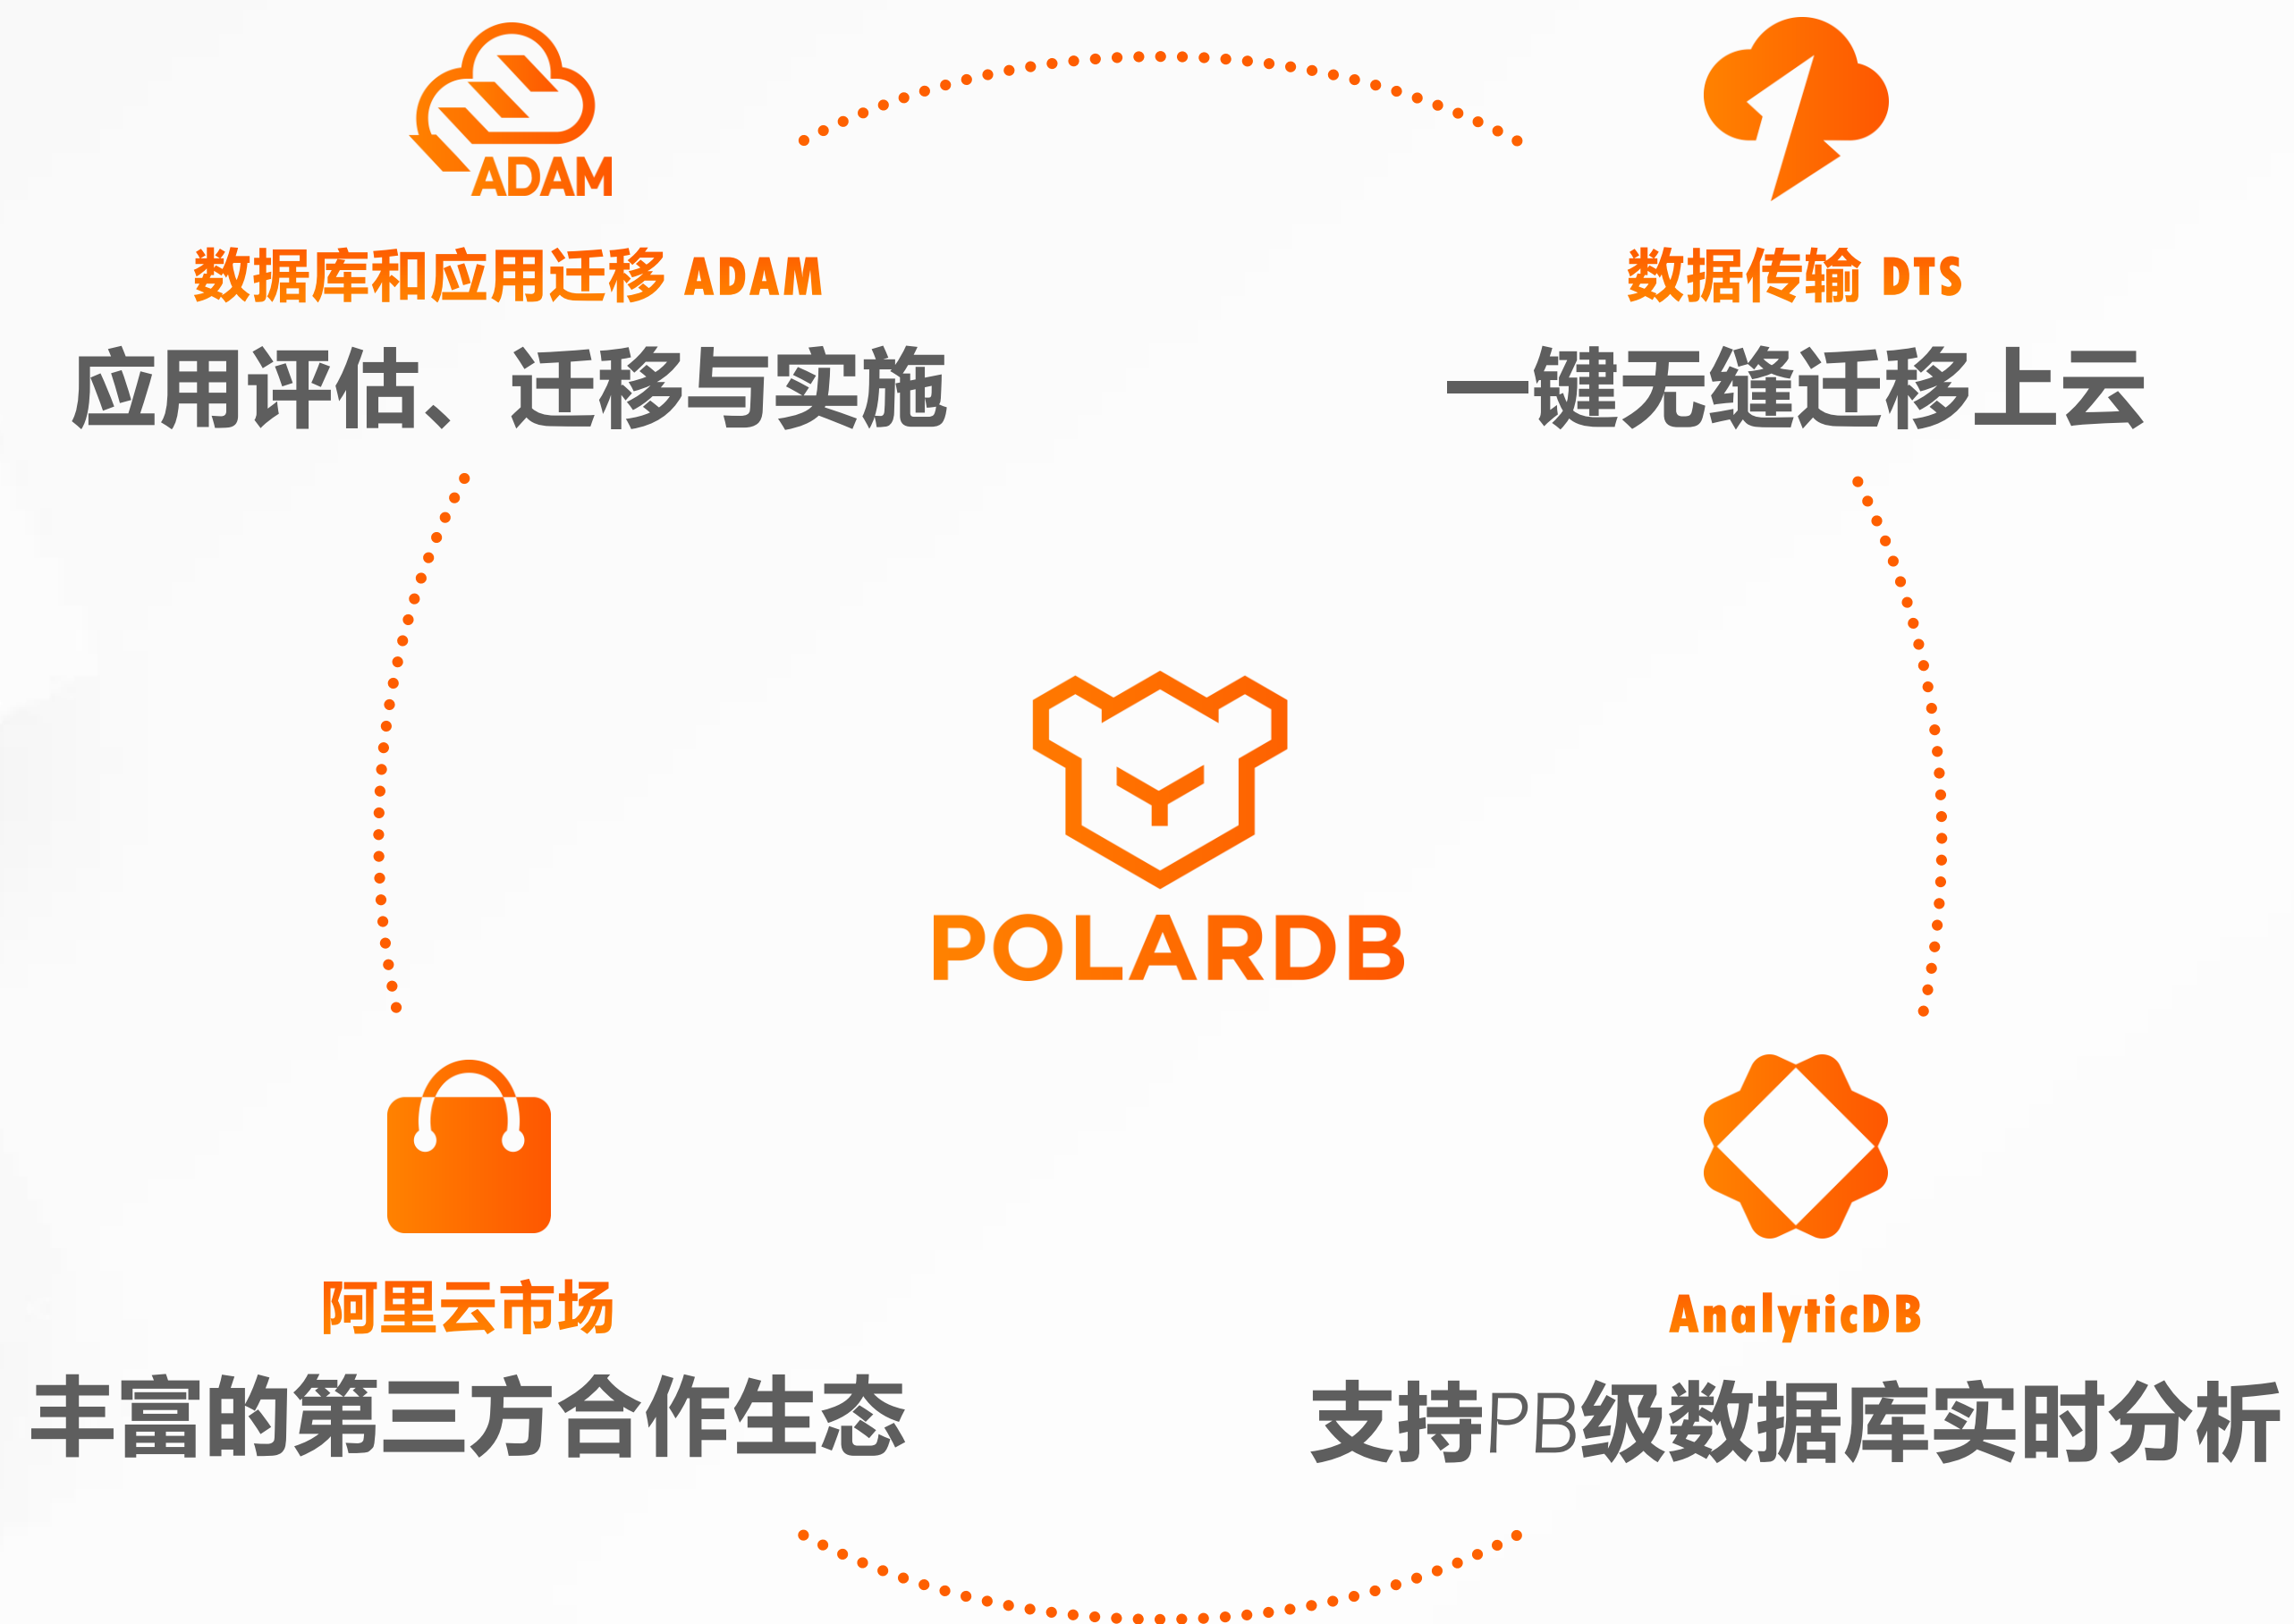 ADAM
数据库和应用迁移 ADAM
应用评估、迁移与实施
数据传输 DTS
一键无缝迁移上云
POLARDB
阿里云市场
丰富的第三方合作生态
AnalyticDB
支持PB级数据库实时分析